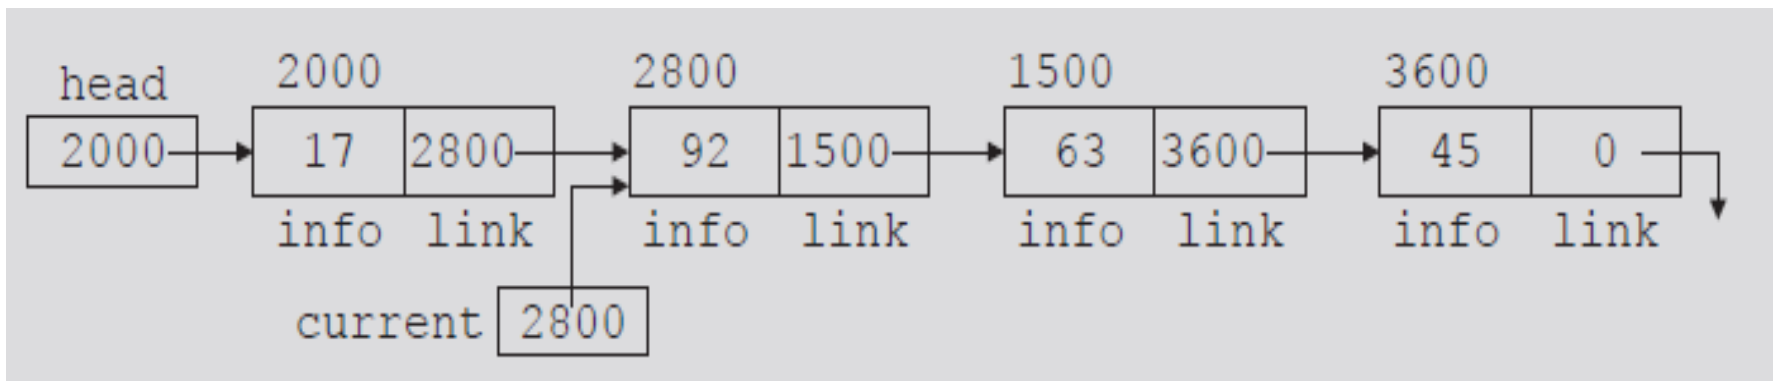 head 2000 2800 1500 3600
2000 17 2800 92 1500 63 3600 45 0
info link info link info link info link
current 2800